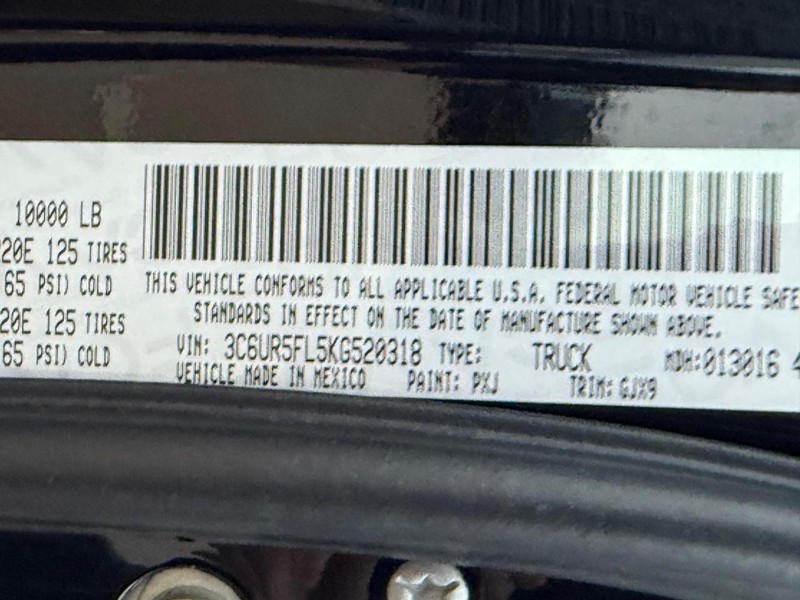 10000 LB
20E 125 TIRES
65 PSI) COLD
THIS VEHICLE CONFORMS TO ALL APPLICABLE U.S.A. FEDERAL MOTOR VEHICLE SAFE
STANDARDS IN EFFECT ON THE DATE OF MANUFACTURE SHOWN ABOVE.
20E 125 TIRES
65 PSI) COLD
VIN: 3C6UR5FL5KG520318 TYPE: TRUCK MDH:013016 4
VEHICLE MADE IN MEXICO PAINT: PXJ TRIM: GJX9